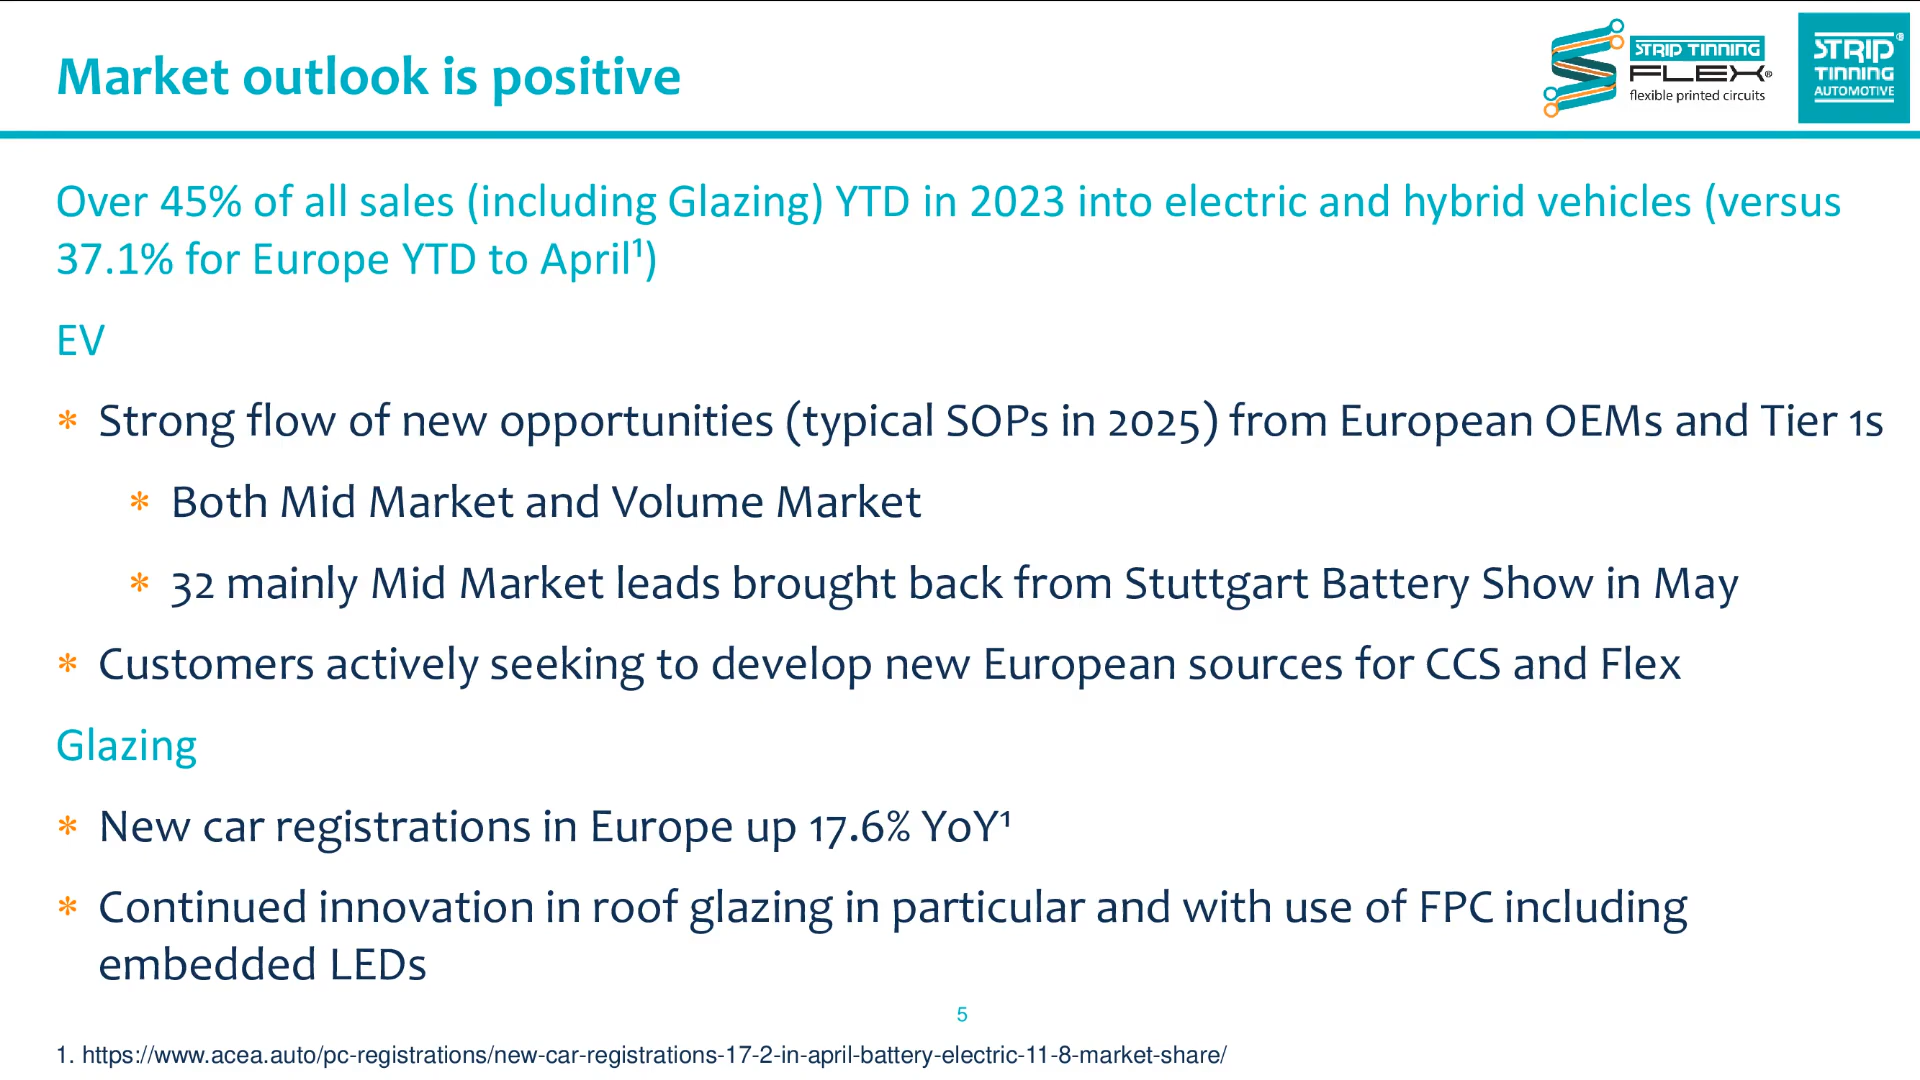 Market outlook is positive
STRIP TINNING
FLEX®
flexible printed circuits
STRIP®
TINNING
AUTOMOTIVE
Over 45% of all sales (including Glazing) YTD in 2023 into electric and hybrid vehicles (versus
37.1% for Europe YTD to April¹)
EV
* Strong flow of new opportunities (typical SOPs in 2025) from European OEMs and Tier 1s
* Both Mid Market and Volume Market
* 32 mainly Mid Market leads brought back from Stuttgart Battery Show in May
* Customers actively seeking to develop new European sources for CCS and Flex
Glazing
* New car registrations in Europe up 17.6% YoY¹
* Continued innovation in roof glazing in particular and with use of FPC including
embedded LEDs
5
1. https://www.acea.auto/pc-registrations/new-car-registrations-17-2-in-april-battery-electric-11-8-market-share/